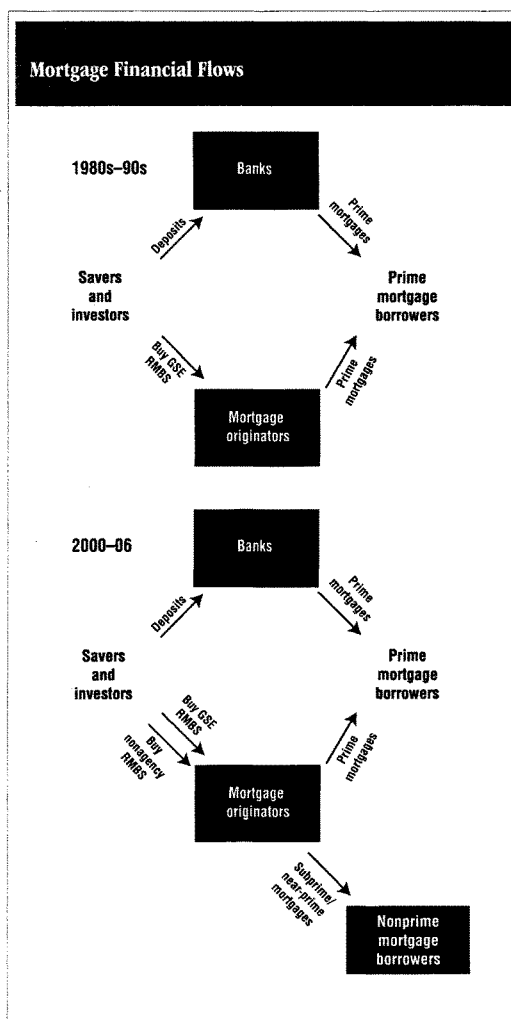 Mortgage Financial Flows
1980s–90s
Banks
Deposits
Prime
mortgages
Savers
and
investors
Prime
mortgage
borrowers
Buy GSE
RMBS
Prime
mortgages
Mortgage
originators
2000–06
Banks
Deposits
Prime
mortgages
Savers
and
investors
Prime
mortgage
borrowers
Buy GSE
RMBS
Buy
nonagency
RMBS
Prime
mortgages
Mortgage
originators
Subprime/
near-prime
mortgages
Nonprime
mortgage
borrowers